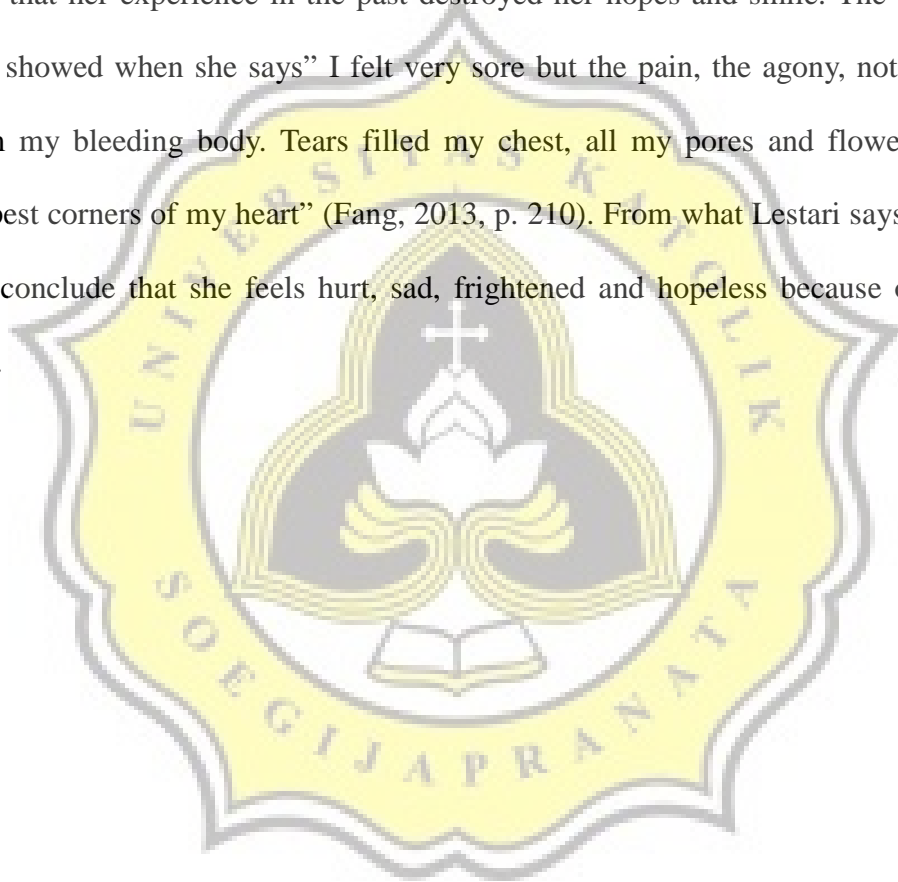 that her experience in the past destroyed her hopes and smile. The
showed when she says” I felt very sore but the pain, the agony, not
my bleeding body. Tears filled my chest, all my pores and
corners of my heart” (Fang, 2013, p. 210). From what Lestari says
conclude that she feels hurt, sad, frightened and hopeless because
UNIVERSITAS KATOLIK
SOEGIJAPRANATA